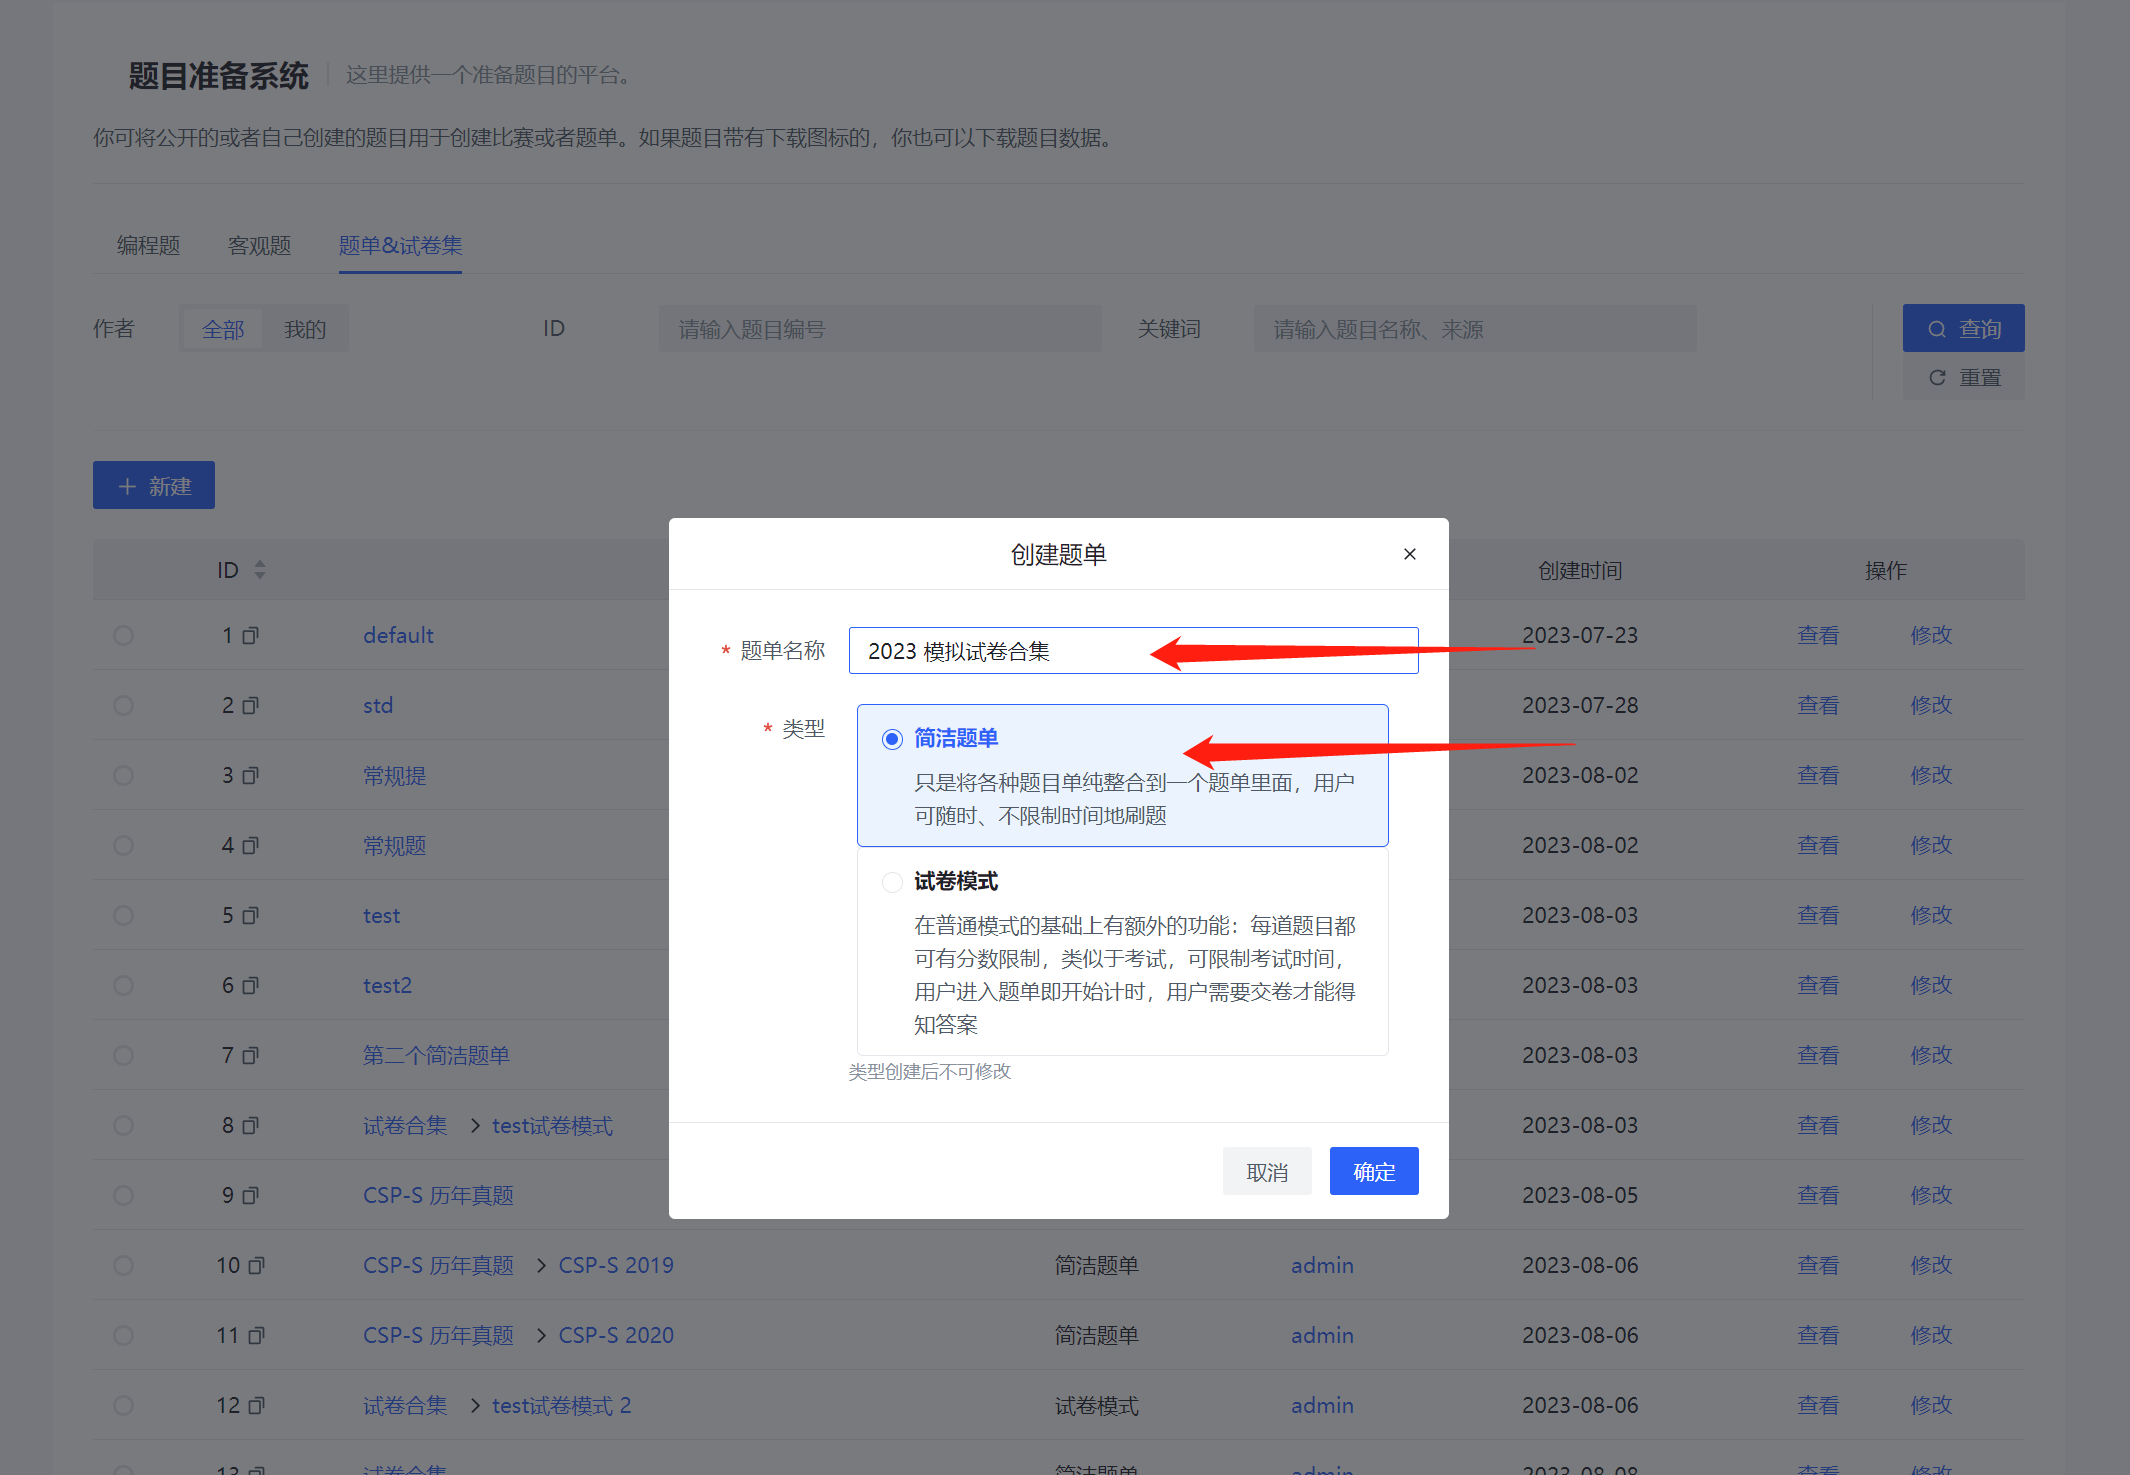 题目准备系统
这里提供一个准备题目的平台。
你可将公开的或者自己创建的题目用于创建比赛或者题单。如果题目带有下载图标的，你也可以下载题目数据。
编程题 客观题 题单&试卷集
作者 全部 我的 ID 请输入题目编号 关键词 请输入题目名称、来源 查询
重置
新建
ID 创建时间 操作
1 default 2023-07-23 查看 修改
2 std 2023-07-28 查看 修改
3 常规提 2023-08-02 查看 修改
4 常规题 2023-08-02 查看 修改
5 test 2023-08-03 查看 修改
6 test2 2023-08-03 查看 修改
7 第二个简洁题单 2023-08-03 查看 修改
8 试卷合集 > test试卷模式 2023-08-03 查看 修改
9 CSP-S 历年真题 2023-08-05 查看 修改
10 CSP-S 历年真题 > CSP-S 2019 简洁题单 admin 2023-08-06 查看 修改
11 CSP-S 历年真题 > CSP-S 2020 简洁题单 admin 2023-08-06 查看 修改
12 试卷合集 > test试卷模式 2 试卷模式 admin 2023-08-06 查看 修改
13 试卷合集 简洁题单 admin 2023-08-08 查看 修改
创建题单
* 题单名称 2023 模拟试卷合集
* 类型 简洁题单
只是将各种题目单纯整合到一个题单里面，用户
可随时、不限制时间地刷题
试卷模式
在普通模式的基础上有额外的功能：每道题目都
可有分数限制，类似于考试，可限制考试时间，
用户进入题单即开始计时，用户需要交卷才能得
知答案
类型创建后不可修改
取消 确定